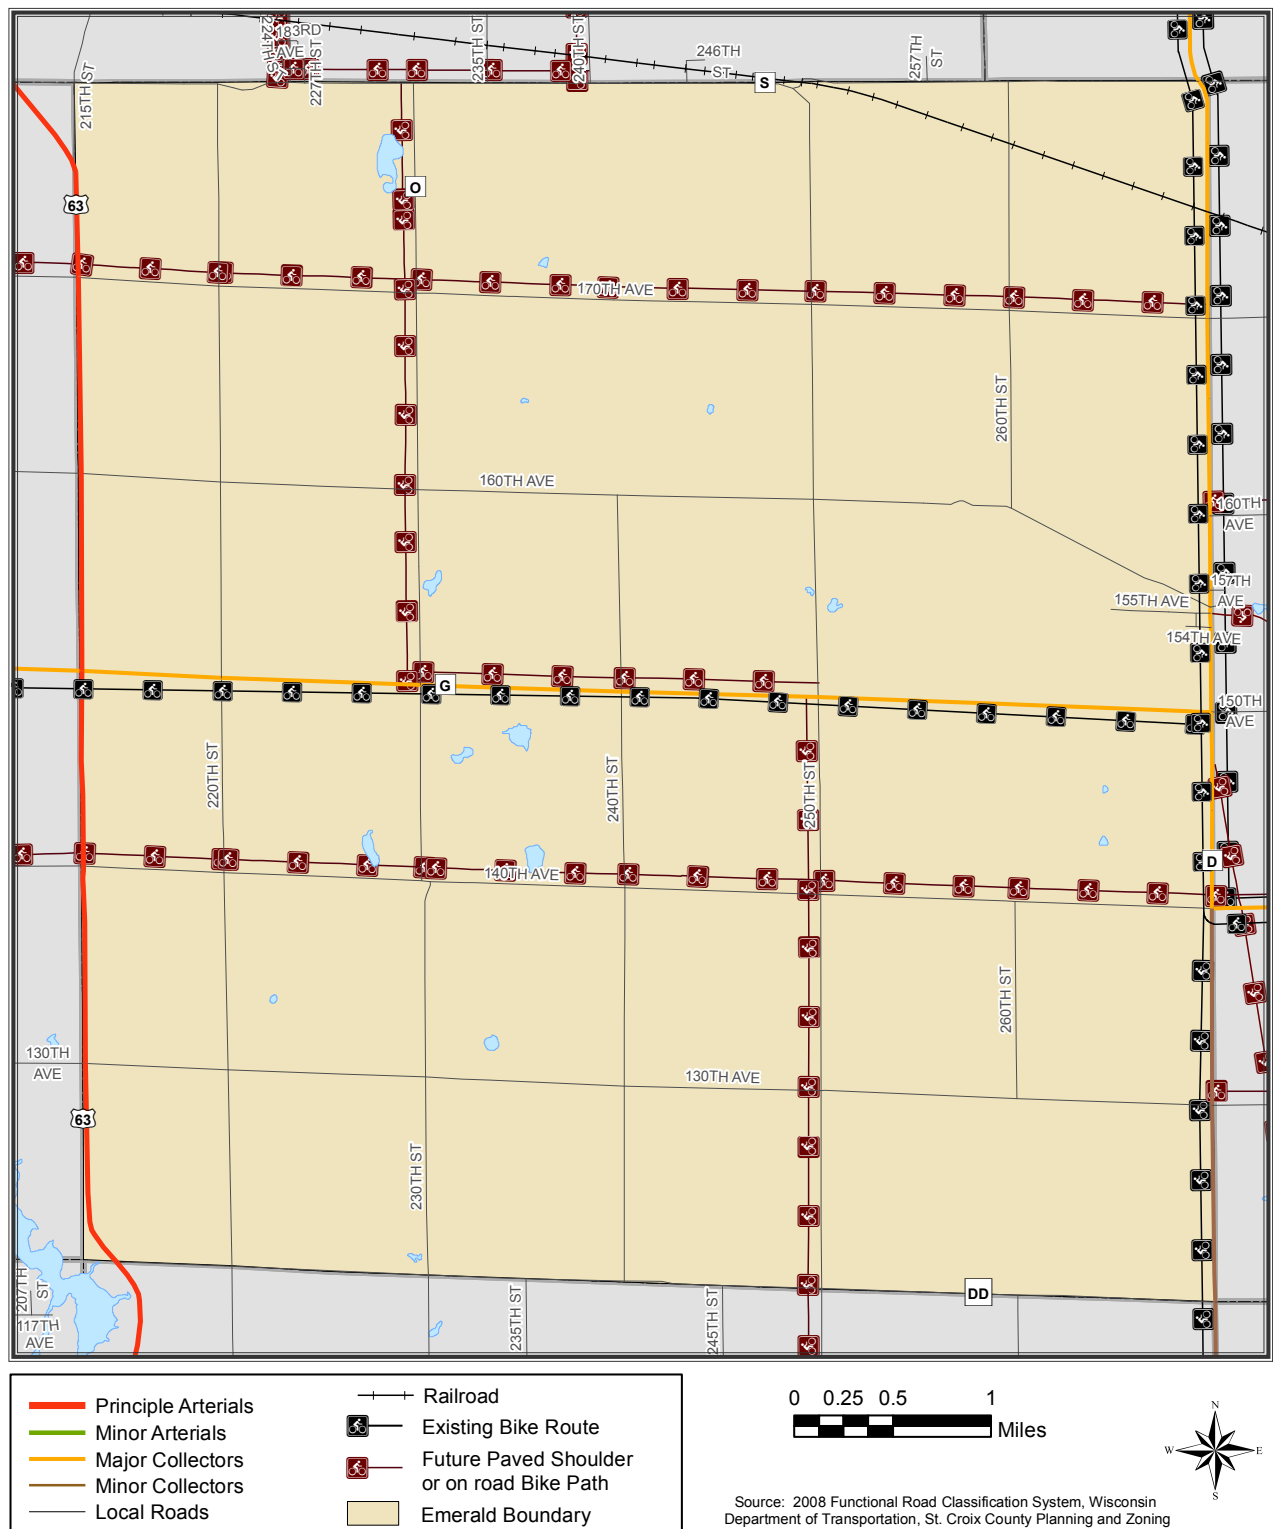 224TH ST
183RD
AVE
227TH ST
235TH ST
240TH ST
246TH
ST
257TH
ST
215TH ST
S
O
63
170TH AVE
260TH ST
160TH AVE
160TH
AVE
157TH
AVE
155TH AVE
154TH AVE
G
150TH
AVE
220TH ST
240TH ST
250TH ST
D
140TH AVE
260TH ST
130TH
AVE
130TH AVE
63
230TH ST
DD
207TH
ST
117TH
AVE
235TH ST
245TH ST
Principle Arterials
Minor Arterials
Major Collectors
Minor Collectors
Local Roads
Railroad
Existing Bike Route
Future Paved Shoulder
or on road Bike Path
Emerald Boundary
0 0.25 0.5 1
Miles
N
W E
S
Source: 2008 Functional Road Classification System, Wisconsin
Department of Transportation, St. Croix County Planning and Zoning